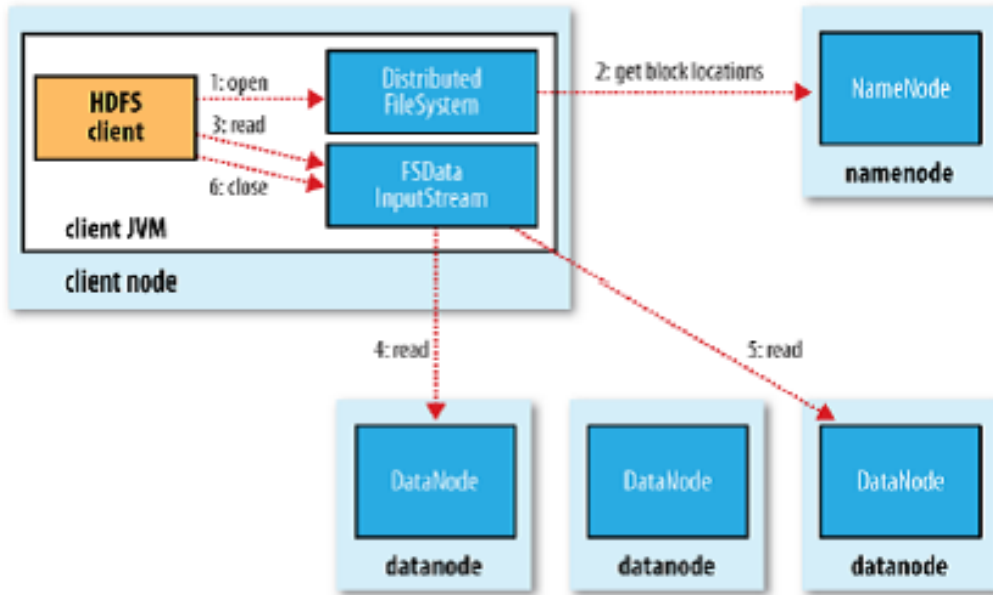 HDFS
client
1: open
3: read
6: close
Distributed
FileSystem
FSData
InputStream
client JVM
client node
2: get block locations
NameNode
namenode
4: read
5: read
DataNode
datanode
DataNode
datanode
DataNode
datanode